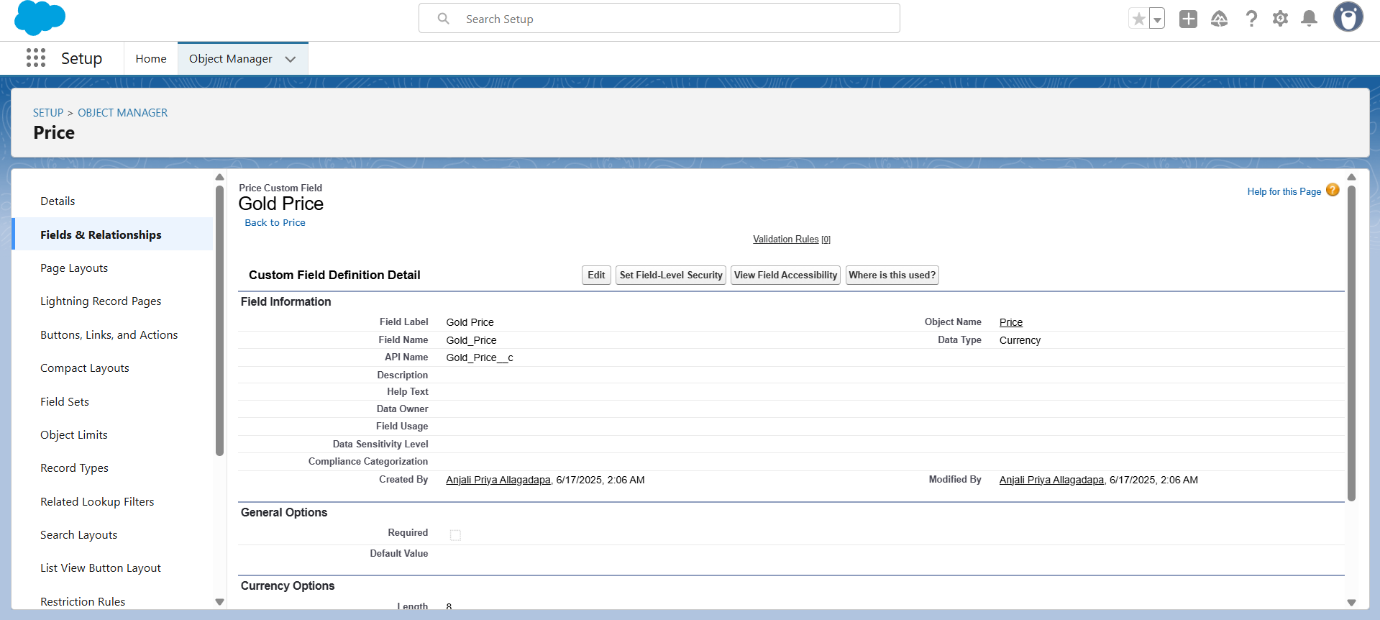 Search Setup
Setup
Home
Object Manager
SETUP > OBJECT MANAGER
Price
Details
Fields & Relationships
Page Layouts
Lightning Record Pages
Buttons, Links, and Actions
Compact Layouts
Field Sets
Object Limits
Record Types
Related Lookup Filters
Search Layouts
List View Button Layout
Restriction Rules
Price Custom Field
Gold Price
Back to Price
Help for this Page ?
Validation Rules [0]
Custom Field Definition Detail
Edit
Set Field-Level Security
View Field Accessibility
Where is this used?
Field Information
Field Label Gold Price Object Name Price
Field Name Gold_Price Data Type Currency
API Name Gold_Price__c
Description
Help Text
Data Owner
Field Usage
Data Sensitivity Level
Compliance Categorization
Created By Anjali Priya Allagadapa, 6/17/2025, 2:06 AM Modified By Anjali Priya Allagadapa, 6/17/2025, 2:06 AM
General Options
Required
Default Value
Currency Options
Length 8